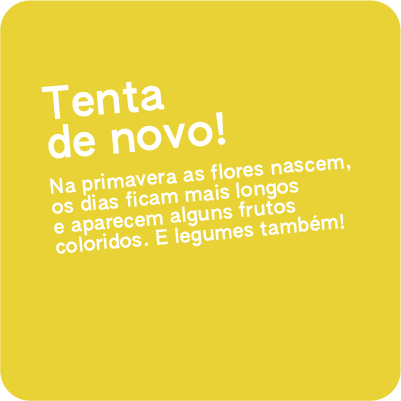 Tenta
de novo!
Na primavera as flores nascem,
os dias ficam mais longos
e aparecem alguns frutos
coloridos. E legumes também!